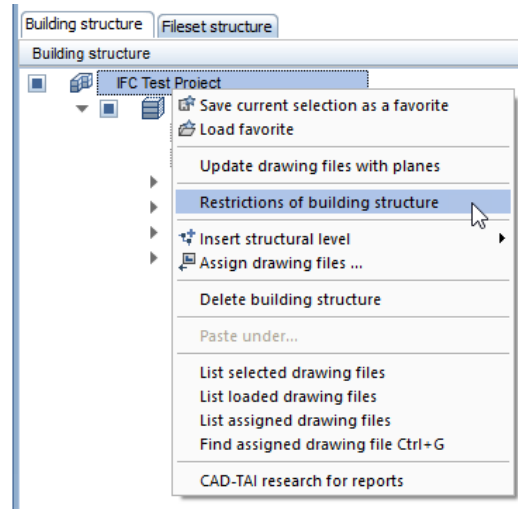 Building structure Fileset structure
Building structure
IFC Test Project
Save current selection as a favorite
Load favorite
Update drawing files with planes
Restrictions of building structure
Insert structural level
Assign drawing files ...
Delete building structure
Paste under...
List selected drawing files
List loaded drawing files
List assigned drawing files
Find assigned drawing file Ctrl+G
CAD-TAI research for reports